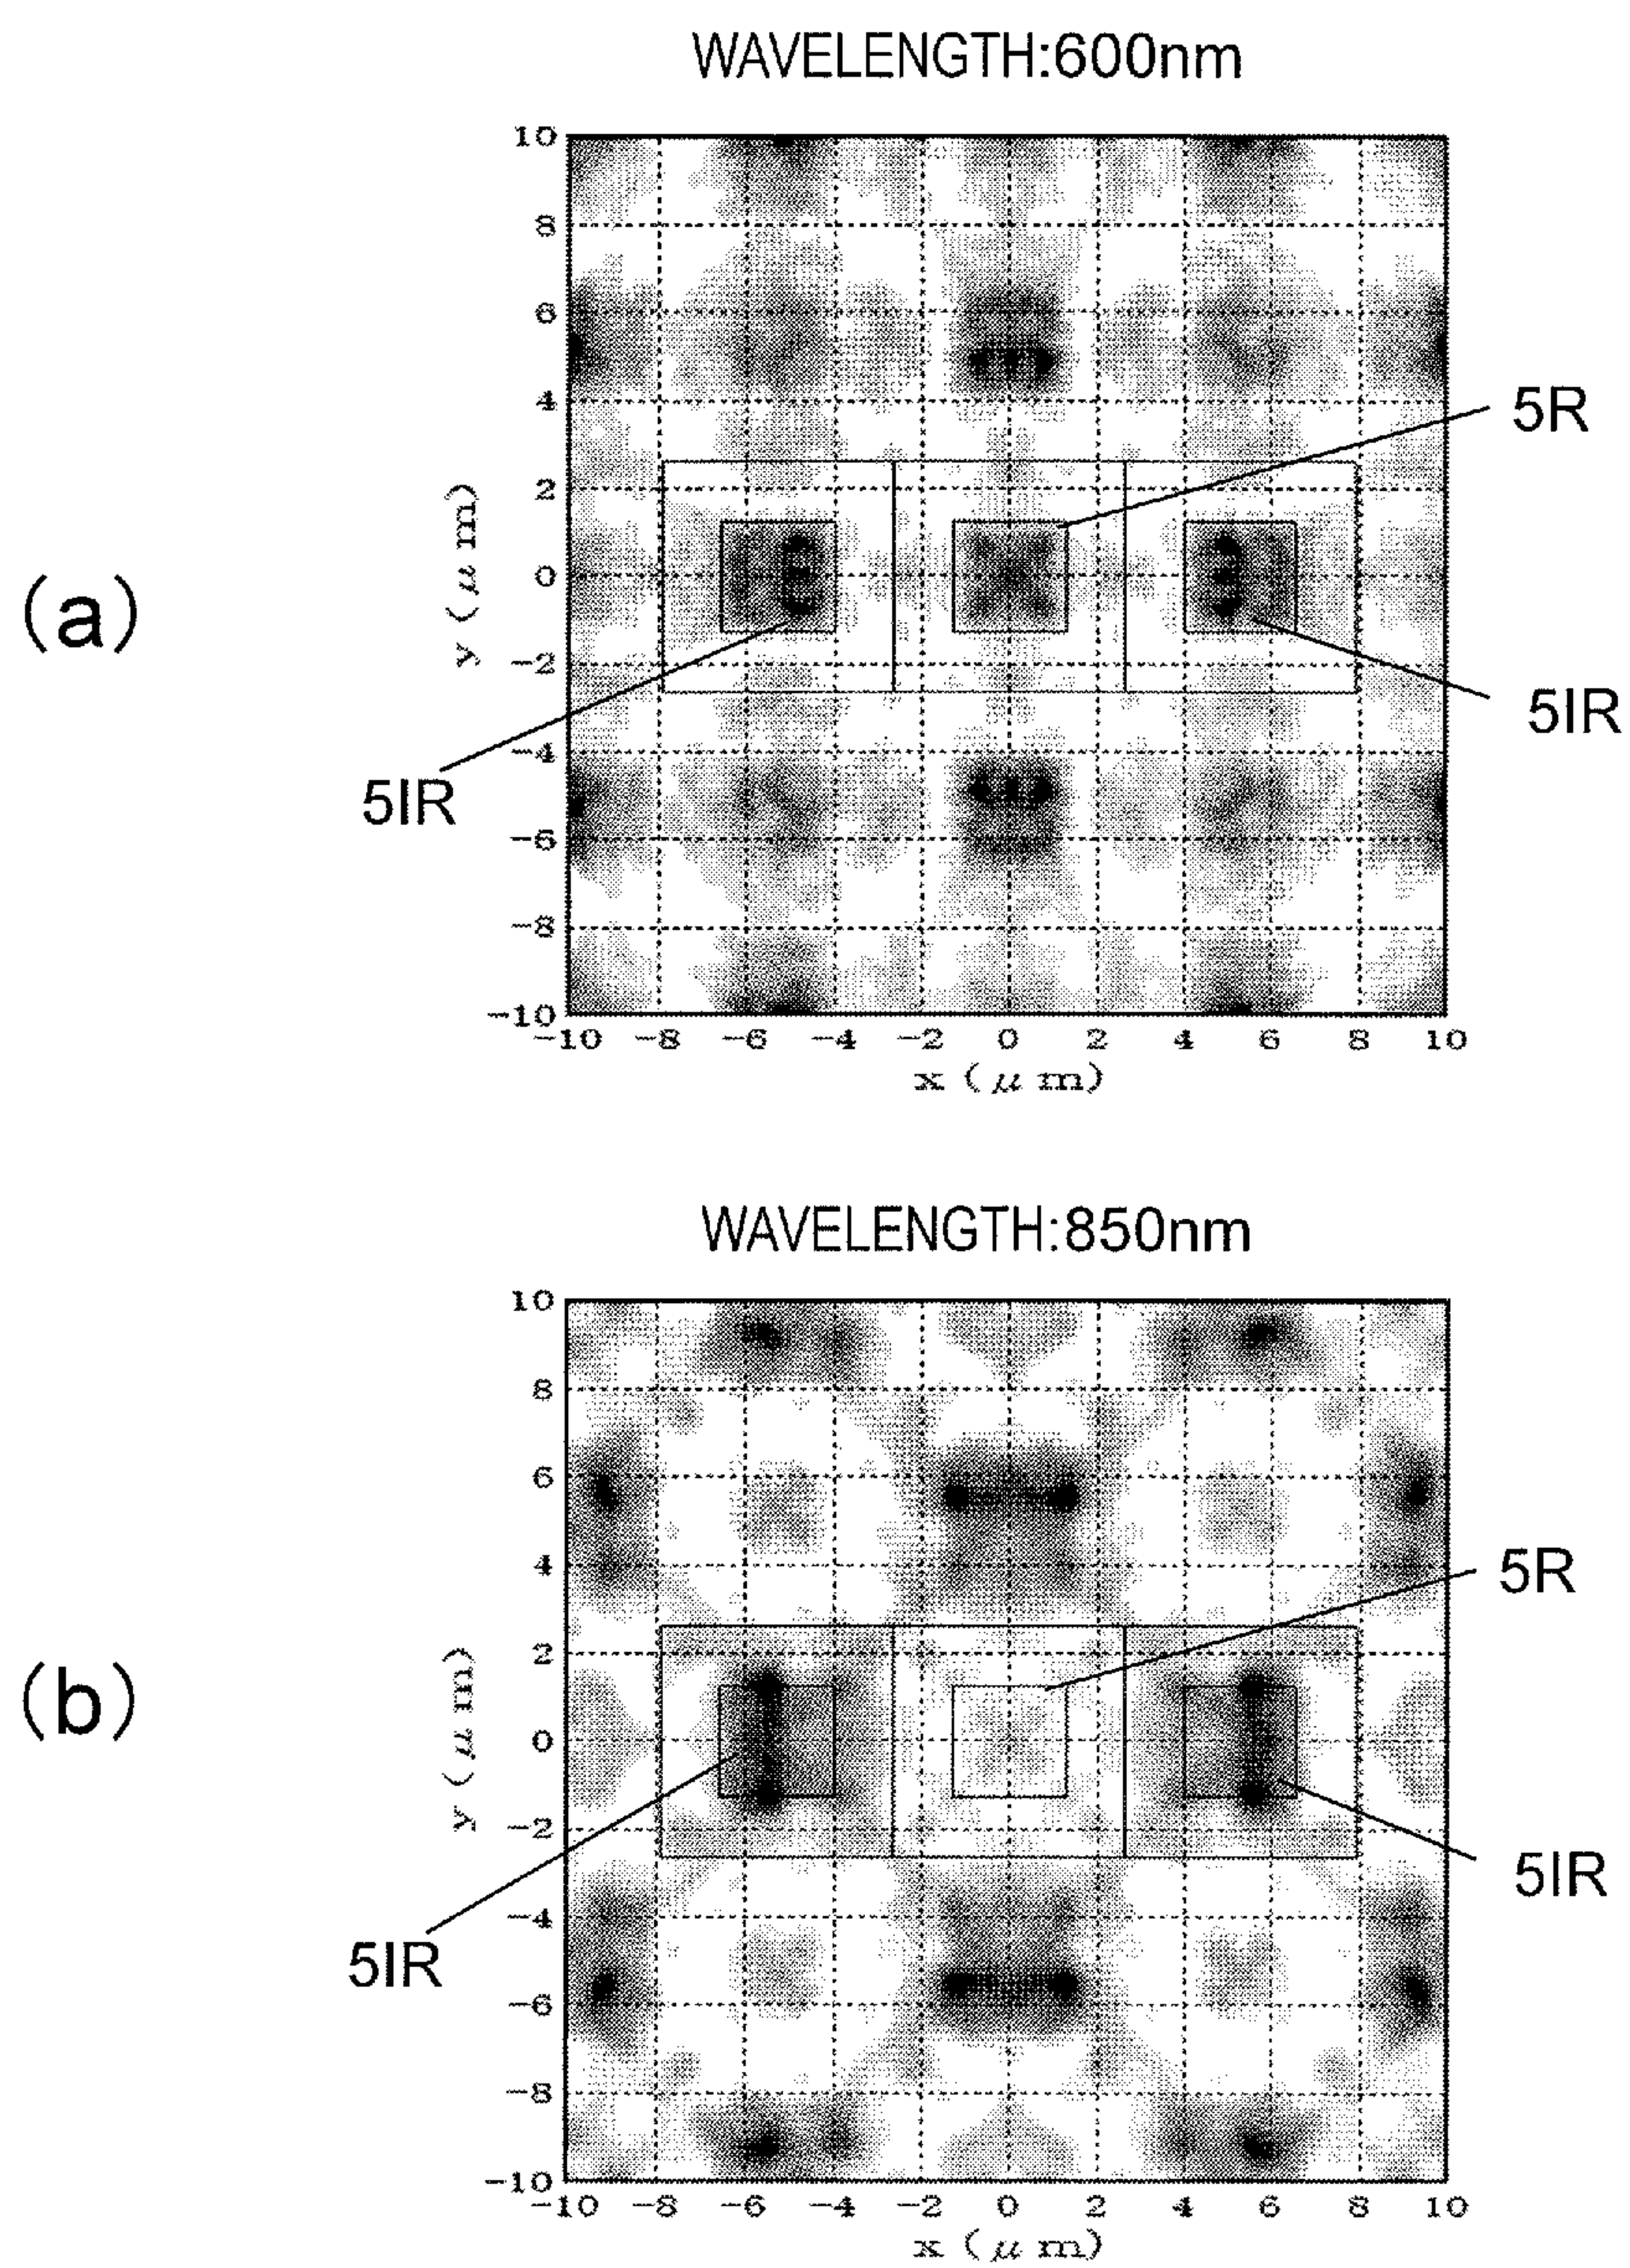 WAVELENGTH:600nm
10
8
6
5R
4
2
y (μm)
0
(a)
-2
5IR
-4
5IR
-6
-8
-10
-10 -8 -6 -4 -2 0 2 4 6 8 10
x (μm)
WAVELENGTH:850nm
10
8
6
5R
4
2
y (μm)
0
(b)
-2
5IR
-4
5IR
-6
-8
-10
-10 -8 -6 -4 -2 0 2 4 6 8 10
x (μm)